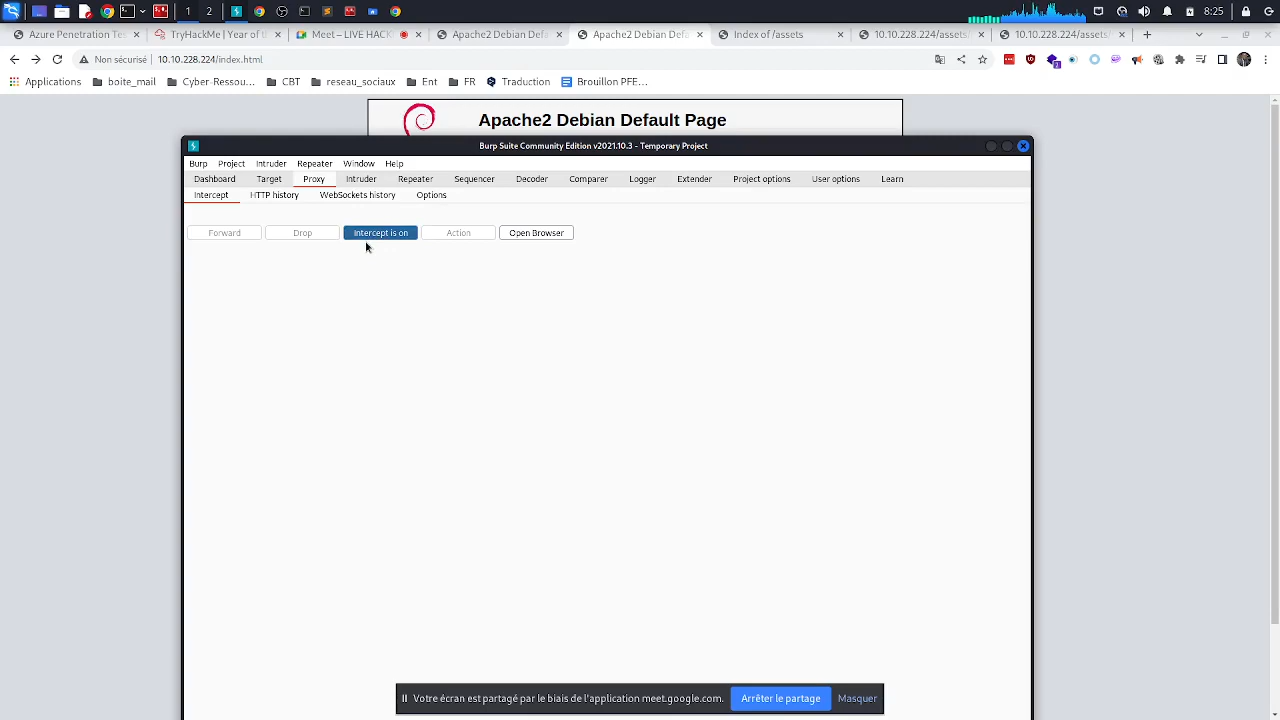 1 2 8:25
Azure Penetration Te
TryHackMe | Year of t
Meet – LIVE HACK
Apache2 Debian Def
Apache2 Debian Defa
Index of /assets
10.10.228.224/assets/
10.10.228.224/assets
Non sécurisé 10.10.228.224/index.html
Applications boite_mail Cyber-Ressou… CBT reseau_sociaux Ent FR Traduction Brouillon PFE…
Apache2 Debian Default Page
Burp Suite Community Edition v2021.10.3 - Temporary Project
Burp Project Intruder Repeater Window Help
Dashboard Target Proxy Intruder Repeater Sequencer Decoder Comparer Logger Extender Project options User options Learn
Intercept HTTP history WebSockets history Options
Forward Drop Intercept is on Action Open Browser
Votre écran est partagé par le biais de l'application meet.google.com. Arrêter le partage Masquer